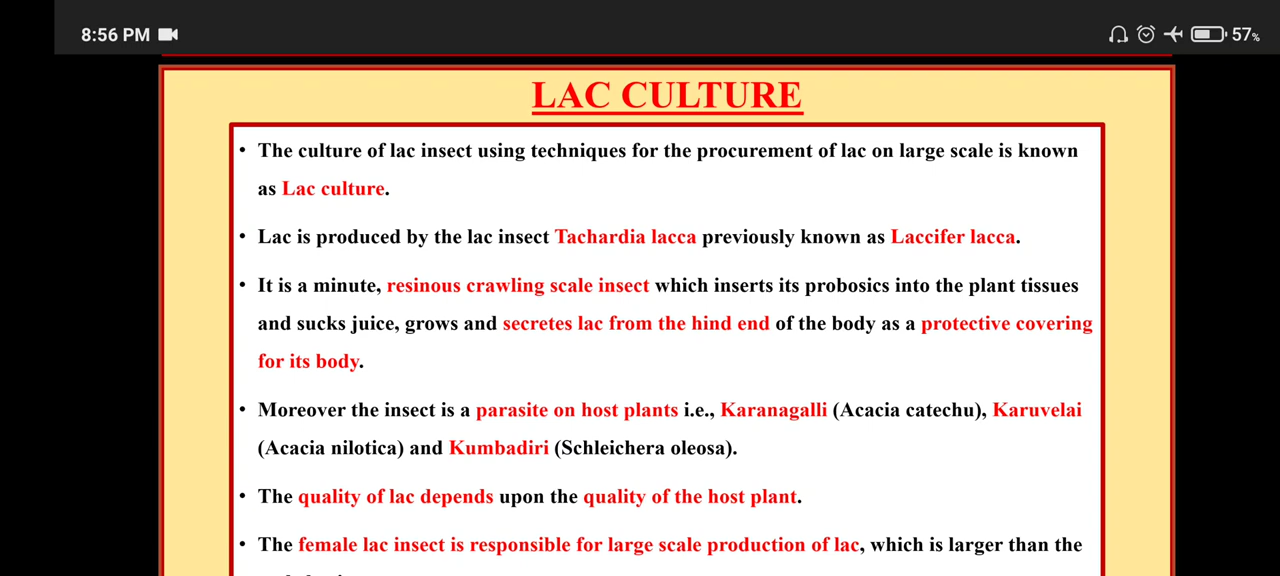 8:56 PM
57%
LAC CULTURE
• The culture of lac insect using techniques for the procurement of lac on large scale is known
as Lac culture.
• Lac is produced by the lac insect Tachardia lacca previously known as Laccifer lacca.
• It is a minute, resinous crawling scale insect which inserts its probosics into the plant tissues
and sucks juice, grows and secretes lac from the hind end of the body as a protective covering
for its body.
• Moreover the insect is a parasite on host plants i.e., Karanagalli (Acacia catechu), Karuvelai
(Acacia nilotica) and Kumbadiri (Schleichera oleosa).
• The quality of lac depends upon the quality of the host plant.
• The female lac insect is responsible for large scale production of lac, which is larger than the